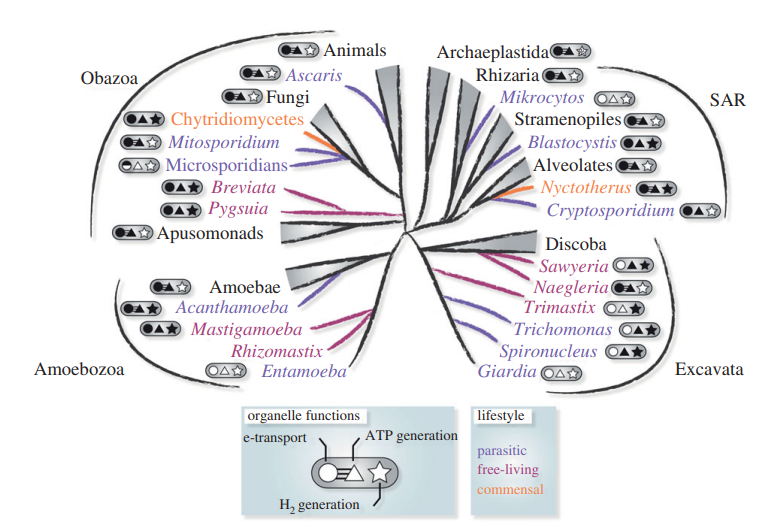 Obazoa
Animals
Ascaris
Fungi
Chytridiomycetes
Mitosporidium
Microsporidians
Breviata
Pygsuia
Apusomonads
Amoebae
Acanthamoeba
Mastigamoeba
Rhizomastix
Entamoeba
Amoebozoa
Archaeplastida
Rhizaria
Mikrocytos
SAR
Stramenopiles
Blastocystis
Alveolates
Nyctotherus
Cryptosporidium
Discoba
Sawyeria
Naegleria
Trimastix
Trichomonas
Spironucleus
Giardia
Excavata
organelle functions
e-transport
ATP generation
H2 generation
lifestyle
parasitic
free-living
commensal